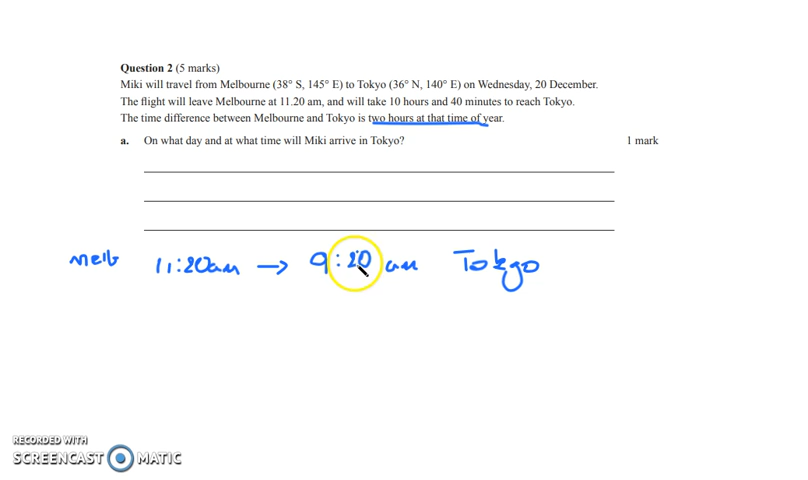 Question 2 (5 marks)
Miki will travel from Melbourne (38° S, 145° E) to Tokyo (36° N, 140° E) on Wednesday, 20 December.
The flight will leave Melbourne at 11.20 am, and will take 10 hours and 40 minutes to reach Tokyo.
The time difference between Melbourne and Tokyo is two hours at that time of year.
a. On what day and at what time will Miki arrive in Tokyo? 1 mark
Melb 11:20am → 9:20 am Tokyo
RECORDED WITH
SCREENCAST MATIC